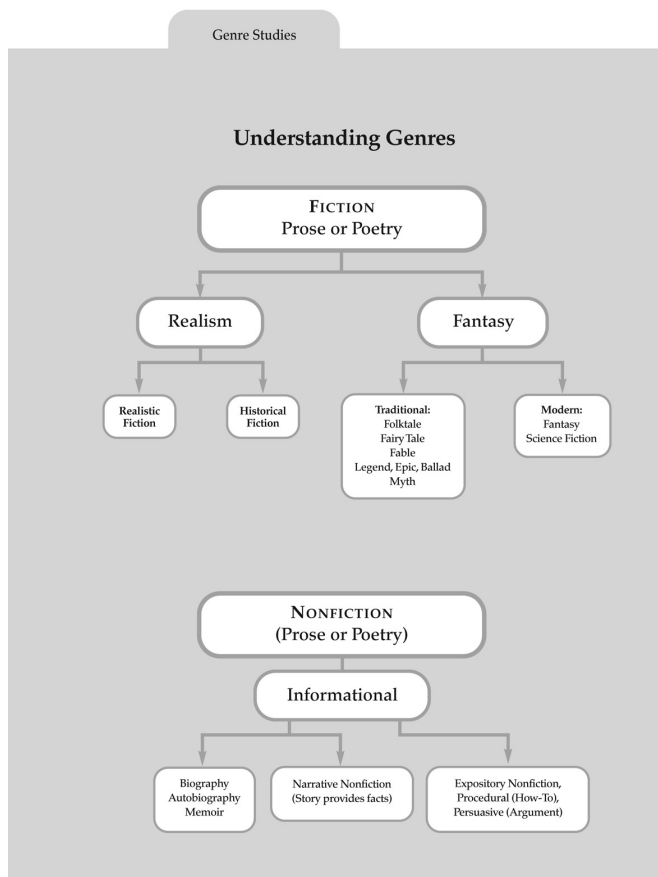 Genre Studies
Understanding Genres
FICTION
Prose or Poetry
Realism
Fantasy
Realistic
Fiction
Historical
Fiction
Traditional:
Folktale
Fairy Tale
Fable
Legend, Epic, Ballad
Myth
Modern:
Fantasy
Science Fiction
NONFICTION
(Prose or Poetry)
Informational
Biography
Autobiography
Memoir
Narrative Nonfiction
(Story provides facts)
Expository Nonfiction,
Procedural (How-To),
Persuasive (Argument)